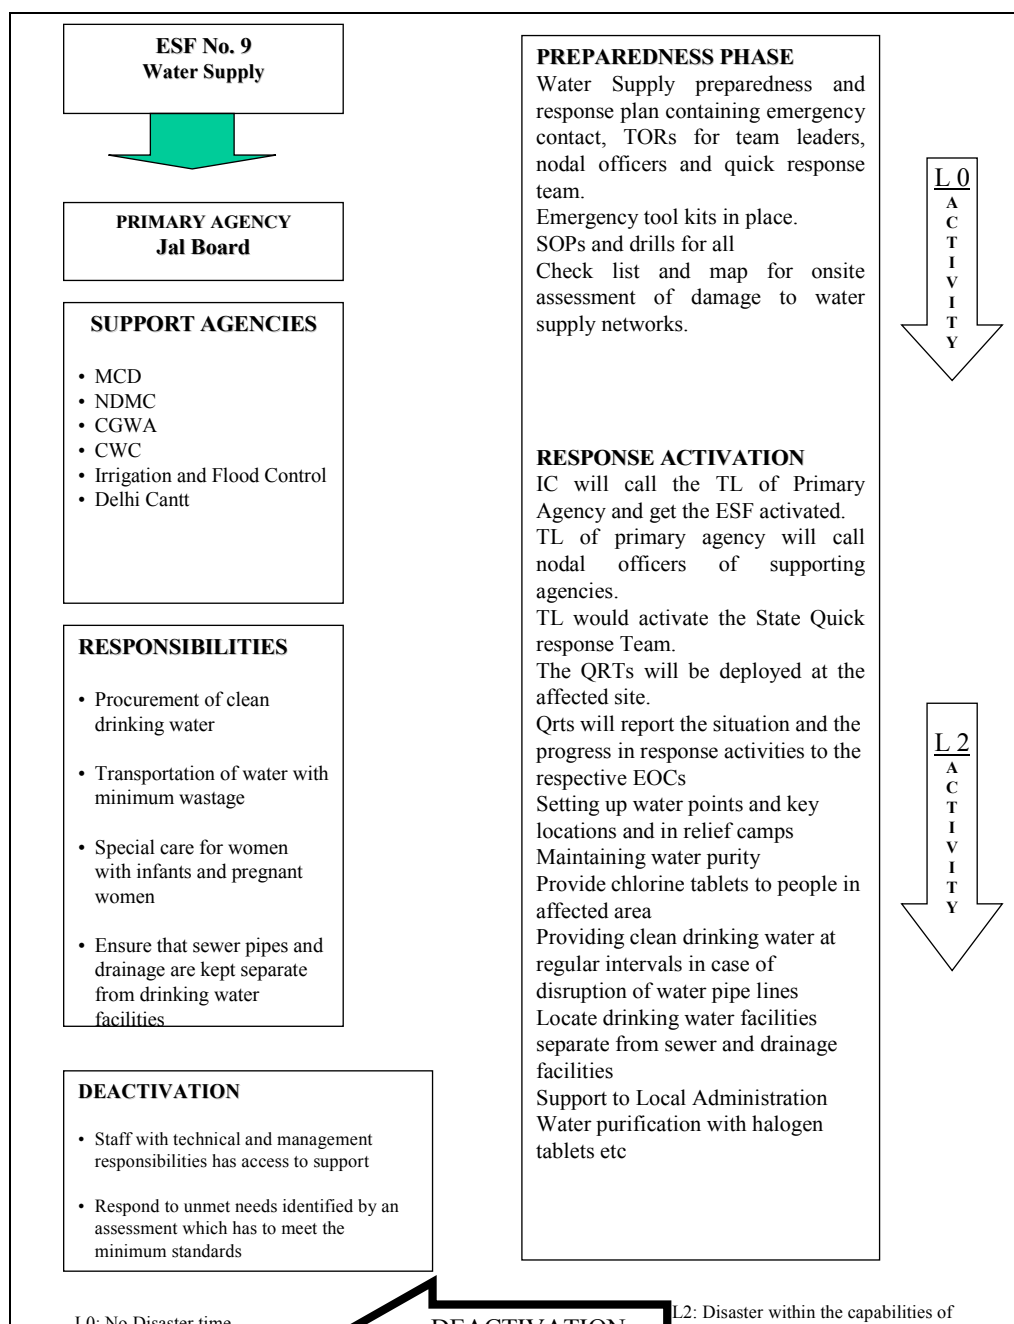 ESF No. 9
Water Supply
PRIMARY AGENCY
Jal Board
SUPPORT AGENCIES
• MCD
• NDMC
• CGWA
• CWC
• Irrigation and Flood Control
• Delhi Cantt
RESPONSIBILITIES
• Procurement of clean
drinking water
• Transportation of water with
minimum wastage
• Special care for women
with infants and pregnant
women
• Ensure that sewer pipes and
drainage are kept separate
from drinking water
facilities
DEACTIVATION
• Staff with technical and management
responsibilities has access to support
• Respond to unmet needs identified by an
assessment which has to meet the
minimum standards
PREPAREDNESS PHASE
Water Supply preparedness and
response plan containing emergency
contact, TORs for team leaders,
nodal officers and quick response
team.
Emergency tool kits in place.
SOPs and drills for all
Check list and map for onsite
assessment of damage to water
supply networks.
RESPONSE ACTIVATION
IC will call the TL of Primary
Agency and get the ESF activated.
TL of primary agency will call
nodal officers of supporting
agencies.
TL would activate the State Quick
response Team.
The QRTs will be deployed at the
affected site.
Qrts will report the situation and the
progress in response activities to the
respective EOCs
Setting up water points and key
locations and in relief camps
Maintaining water purity
Provide chlorine tablets to people in
affected area
Providing clean drinking water at
regular intervals in case of
disruption of water pipe lines
Locate drinking water facilities
separate from sewer and drainage
facilities
Support to Local Administration
Water purification with halogen
tablets etc
L 0
A
C
T
I
V
I
T
Y
L 2
A
C
T
I
V
I
T
Y
L0: No Disaster time
DEACTIVATION
L2: Disaster within the capabilities of